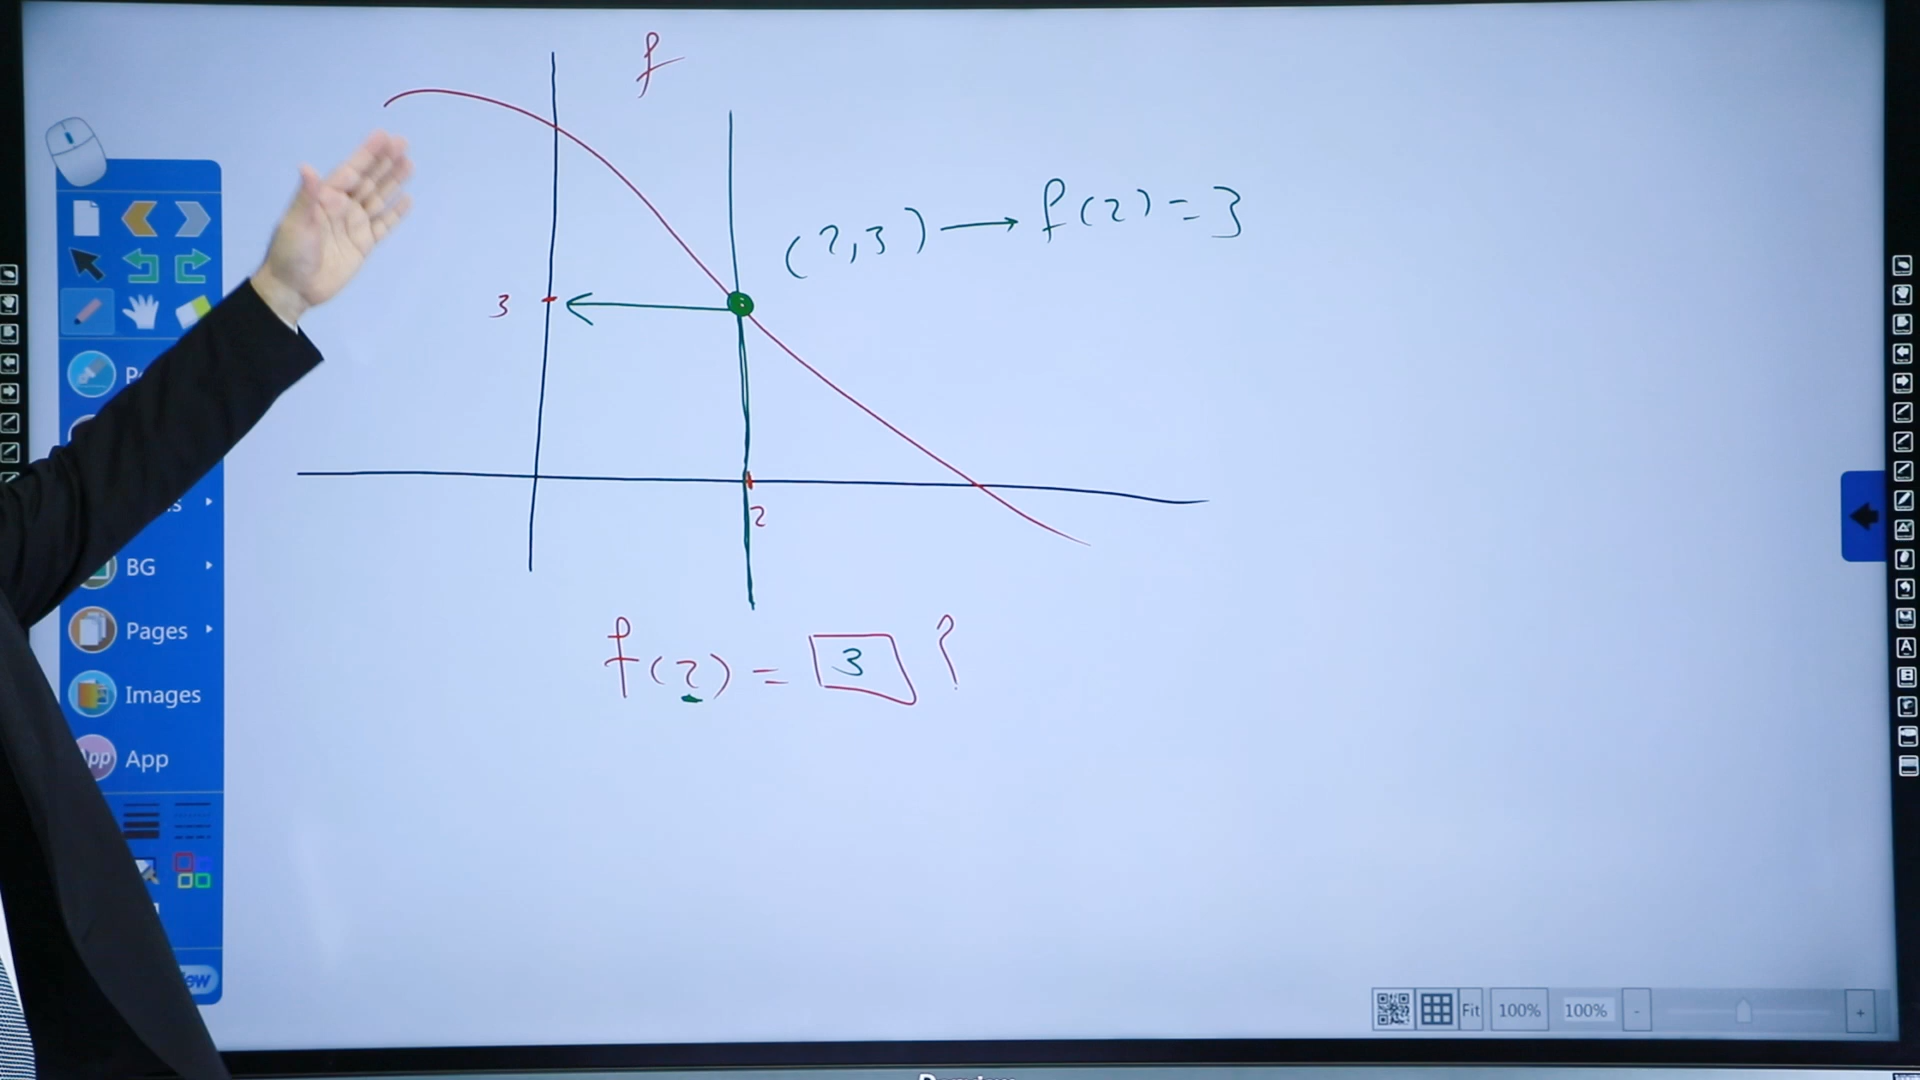 f
(2,3) → f(2) = 3
3
2
f(2) = 3 ?
BG
Pages
Images
App
Fit 100% 100% - +